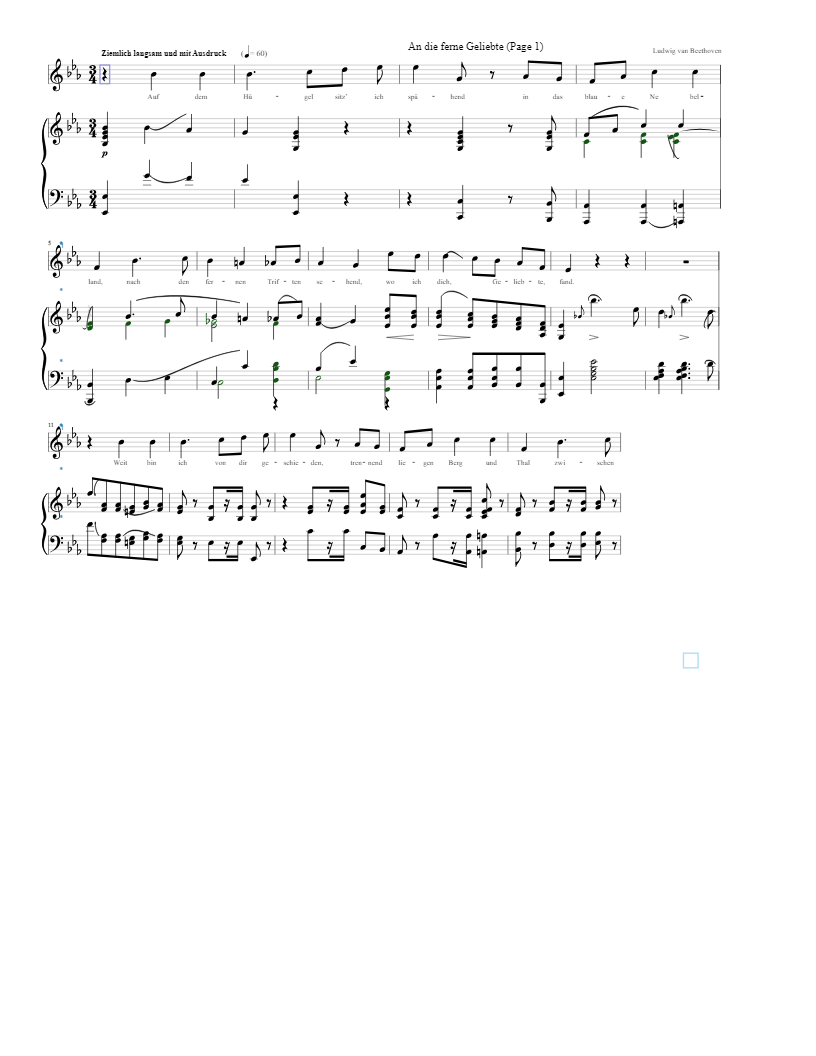 An die ferne Geliebte (Page 1)
Ludwig van Beethoven
Ziemlich langsam und mit Ausdruck (♩ = 60)
Auf dem Hü - gel sitz' ich spä - hend in das blau - e Ne bel -
p
5
land, nach den fer - nen Trif - ten se - hend, wo ich dich, Ge - lieb - te, fand.
11
Weit bin ich von dir ge - schie - den, tren - nend lie - gen Berg und Thal zwi - schen